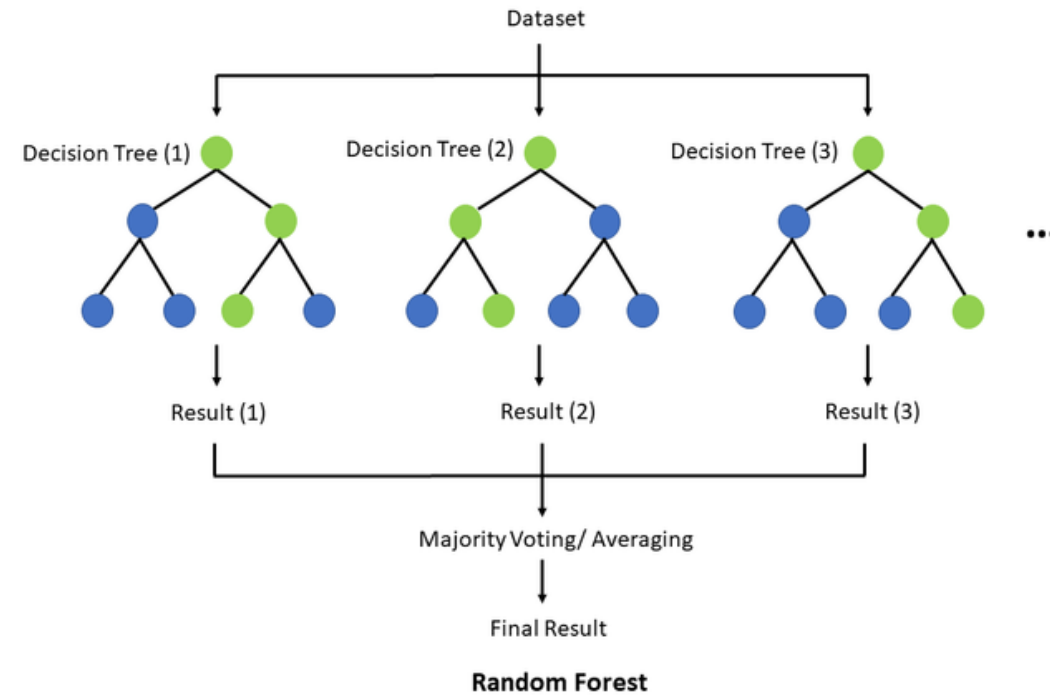 Dataset
Decision Tree (1)
Decision Tree (2)
Decision Tree (3)
...
Result (1)
Result (2)
Result (3)
Majority Voting/ Averaging
Final Result
Random Forest